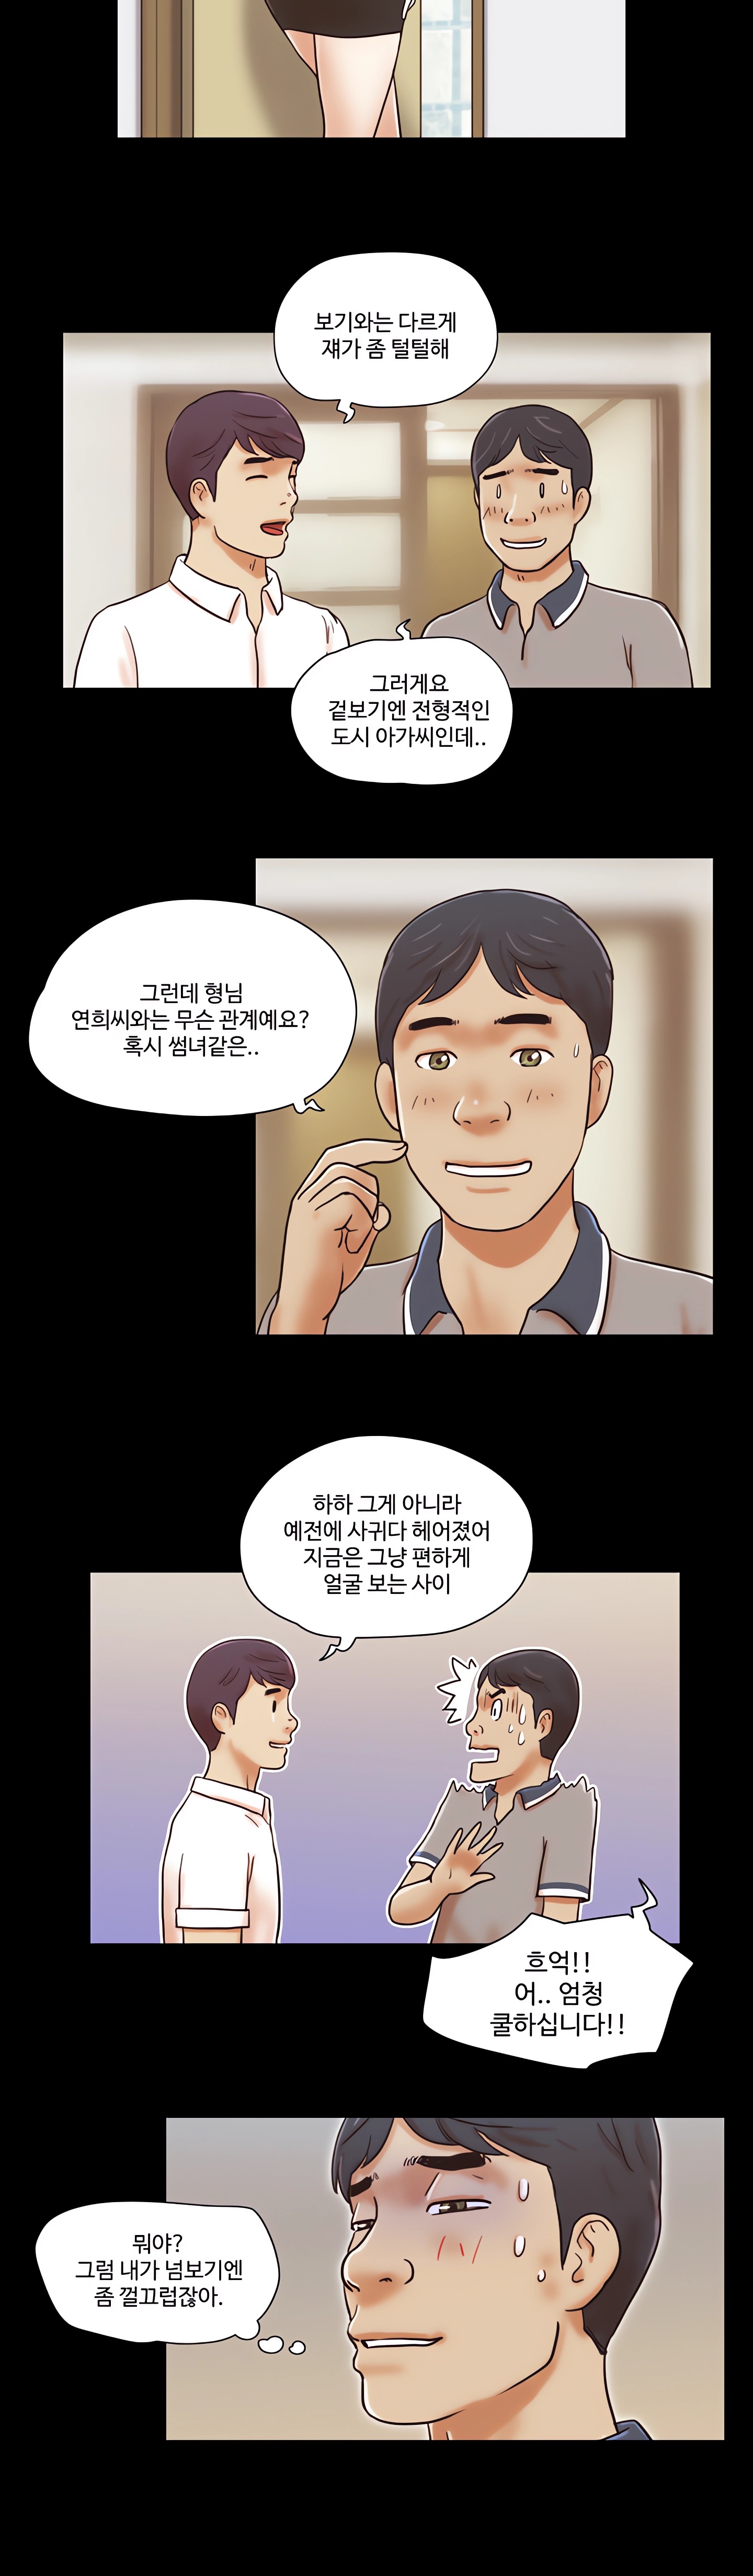 보기와는 다르게
쟤가 좀 털털해
그러게요
겉보기엔 전형적인
도시 아가씨인데..
그런데 형님
연희씨와는 무슨 관계예요?
혹시 썸녀같은..
하하 그게 아니라
예전에 사귀다 헤어졌어
지금은 그냥 편하게
얼굴 보는 사이
흐억!!
어.. 엄청
쿨하십니다!!
뭐야?
그럼 내가 넘보기엔
좀 껄끄럽잖아.